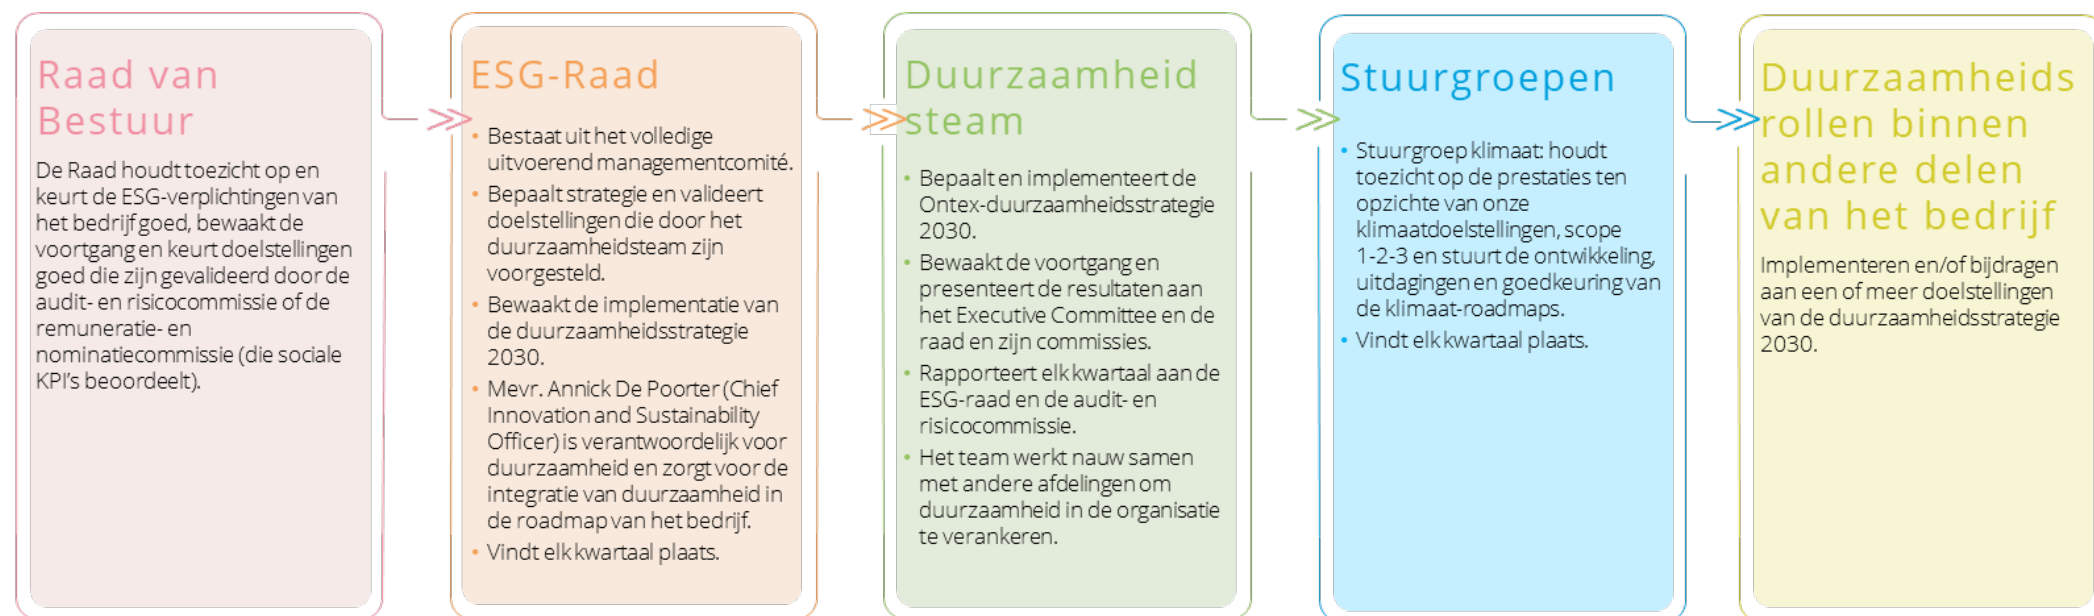 Raad van
Bestuur
De Raad houdt toezicht op en
keurt de ESG-verplichtingen van
het bedrijf goed, bewaakt de
voortgang en keurt doelstellingen
goed die zijn gevalideerd door de
audit- en risicocommissie of de
remuneratie- en
nominatiecommissie (die sociale
KPI's beoordeelt).
ESG-Raad
• Bestaat uit het volledige
uitvoerend managementcomité.
• Bepaalt strategie en valideert
doelstellingen die door het
duurzaamheidsteam zijn
voorgesteld.
• Bewaakt de implementatie van
de duurzaamheidsstrategie
2030.
• Mevr. Annick De Poorter (Chief
Innovation and Sustainability
Officer) is verantwoordelijk voor
duurzaamheid en zorgt voor de
integratie van duurzaamheid in
de roadmap van het bedrijf.
• Vindt elk kwartaal plaats.
Duurzaamheid
steam
• Bepaalt en implementeert de
Ontex-duurzaamheidsstrategie
2030.
• Bewaakt de voortgang en
presenteert de resultaten aan
het Executive Committee en de
raad en zijn commissies.
• Rapporteert elk kwartaal aan de
ESG-raad en de audit- en
risicocommissie.
• Het team werkt nauw samen
met andere afdelingen om
duurzaamheid in de organisatie
te verankeren.
Stuurgroepen
• Stuurgroep klimaat: houdt
toezicht op de prestaties ten
opzichte van onze
klimaatdoelstellingen, scope
1-2-3 en stuurt de ontwikkeling,
uitdagingen en goedkeuring van
de klimaat-roadmaps.
• Vindt elk kwartaal plaats.
Duurzaamheids
rollen binnen
andere delen
van het bedrijf
Implementeren en/of bijdragen
aan een of meer doelstellingen
van de duurzaamheidsstrategie
2030.